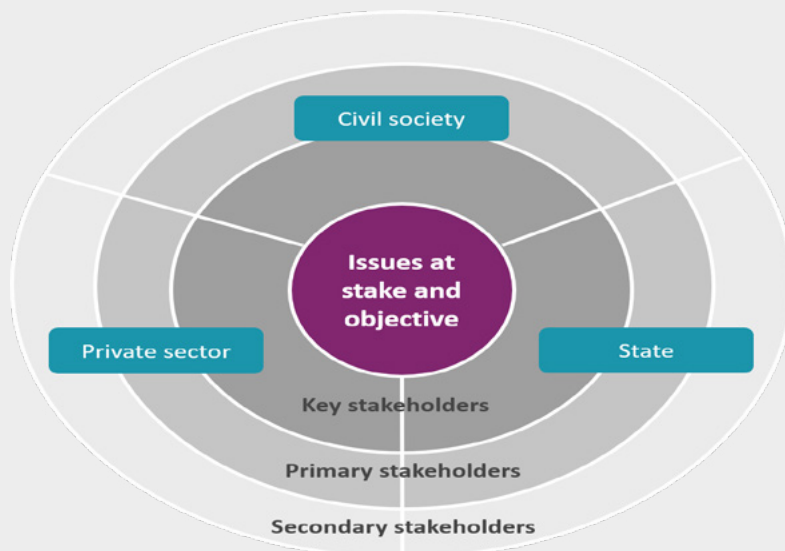 Civil society
Issues at
stake and
objective
Private sector
State
Key stakeholders
Primary stakeholders
Secondary stakeholders